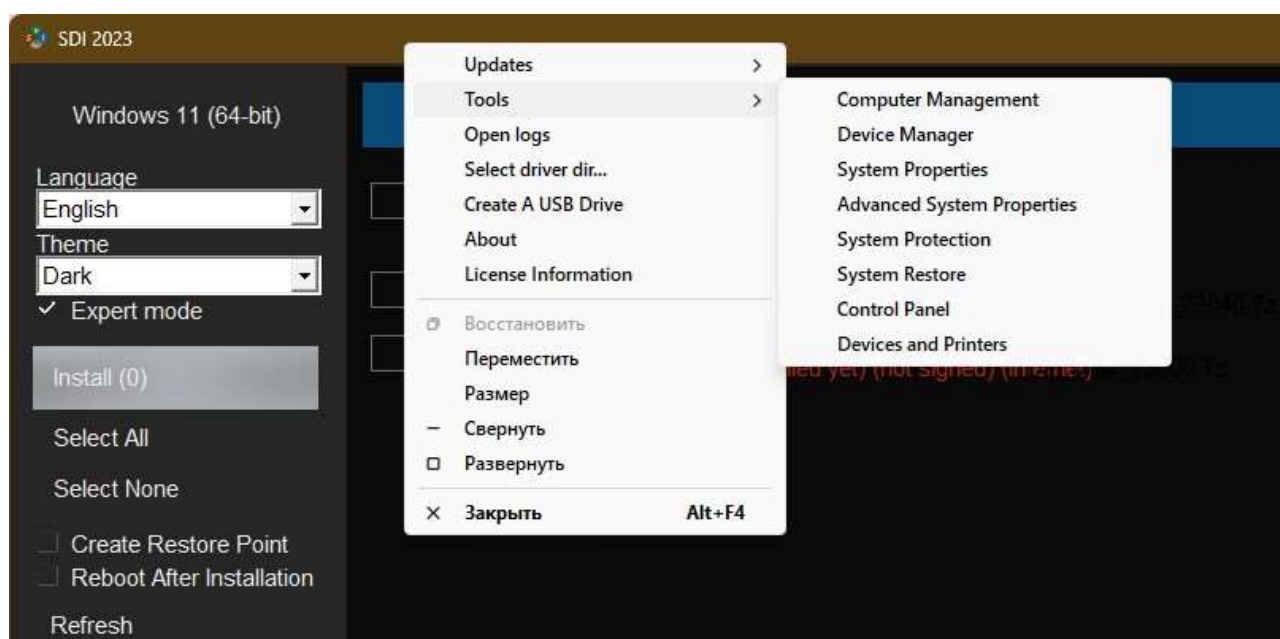 SDI 2023
Windows 11 (64-bit)
Language
English
Theme
Dark
Expert mode
Install (0)
Select All
Select None
Create Restore Point
Reboot After Installation
Refresh
Updates
Tools
Open logs
Select driver dir...
Create A USB Drive
About
License Information
Восстановить
Переместить
Размер
Свернуть
Развернуть
Закрыть Alt+F4
Computer Management
Device Manager
System Properties
Advanced System Properties
System Protection
System Restore
Control Panel
Devices and Printers
yet) (not signed)